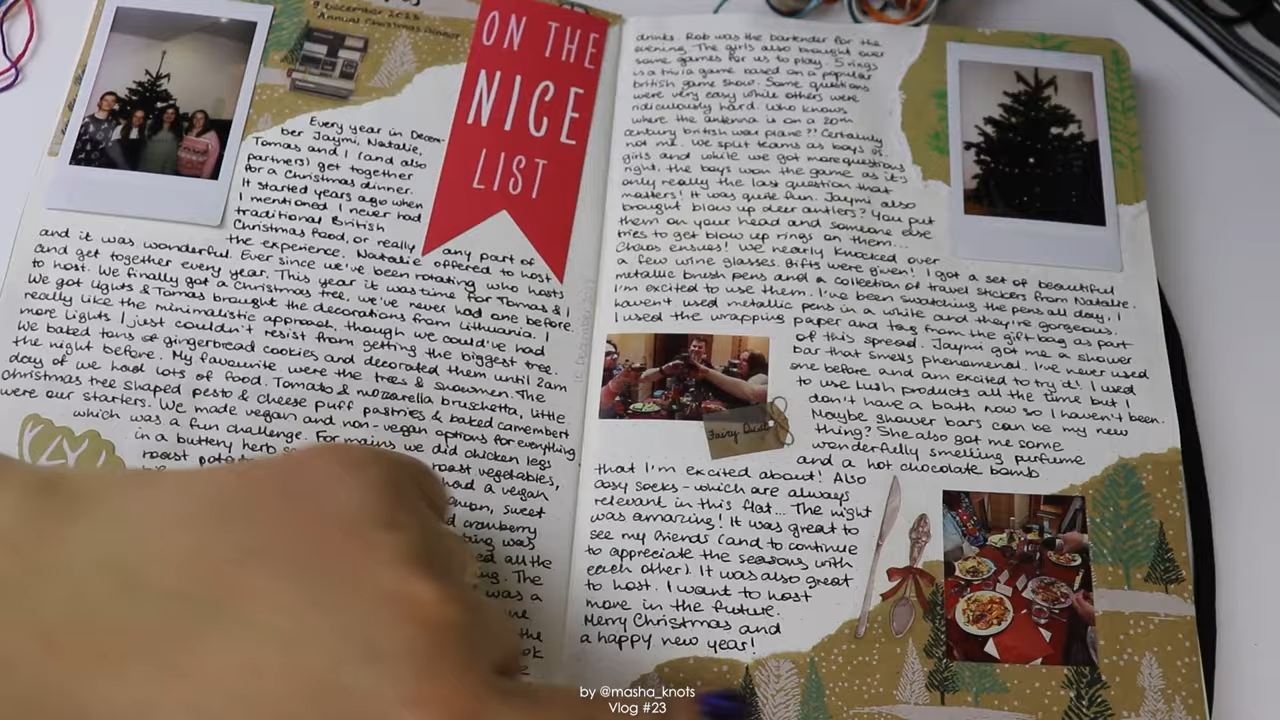 9 December 2023
Annual Christmas Dinner
ON THE
NICE
LIST
Every year in Decem-
ber Jaymi, Natalie,
Tomas and I (and also
partners) get together
for a Christmas dinner.
It started years ago when
I mentioned I never had
traditional British
Christmas food, or really any part of
the experience. Natalie offered to host
and it was wonderful. Ever since we've been rotating who hosts
and get together every year. This year it was time for Tomas & I
to host. We finally got a Christmas tree, we've never had one before.
We got lights & Tomas brought the decorations from Lithuania. I
really like the minimalistic approach, though we could've had
more lights I just couldn't resist from getting the biggest tree.
We baked tons of gingerbread cookies and decorated them until 2am
the night before. My favourite were the trees & snowmen. The
day of we had lots of food. Tomato & mozzarella bruschetta, little
Christmas tree shaped pesto & cheese puff pastries & baked camembert
were our starters. We made vegan and non-vegan options for everything
which was a fun challenge. For mains we did chicken legs
in a buttery herb
roast vegetables,
roast
had a vegan
sweet
cranberry
was
all the
The
was a
the
drinks. Rob was the bartender for the
evening. The girls also brought over
some games for us to play. 5 rings
is a trivia game based on a popular
british game show. Some questions
were very easy while others were
ridiculously hard. Who knows
where the antenna is on a 20th
century british war plane?! Certainly
not me. We split teams as boys vs.
girls and while we got more questions
right, the boys won the game as it's
only really the last question that
matters! It was quite fun. Jaymi also
brought blow up deer antlers? You put
them on your head and someone else
tries to get blow up rings on them...
Chaos ensues! We nearly knocked over
a few wine glasses. Gifts were given! I got a set of beautiful
metallic brush pens and a collection of travel stickers from Natalie.
I'm excited to use them. I've been swatching the pens all day, I
haven't used metallic pens in a while and they're gorgeous.
I used the wrapping paper and tag from the gift bag as part
of this spread. Jaymi got me a shower
bar that smells phenomenal. I've never used
one before and am excited to try it! I used
to use Lush products all the time but I
don't have a bath now so I haven't been.
Maybe shower bars can be my new
thing? She also got me some
wonderfully smelling perfume
and a hot chocolate bomb
Fairy Dust
that I'm excited about! Also
cosy socks - which are always
relevant in this flat... The night
was amazing! It was great to
see my friends (and to continue
to appreciate the seasons with
each other). It was also great
to host. I want to host
more in the future.
Merry Christmas and
a happy new year!
by @masha_knots
Vlog #23